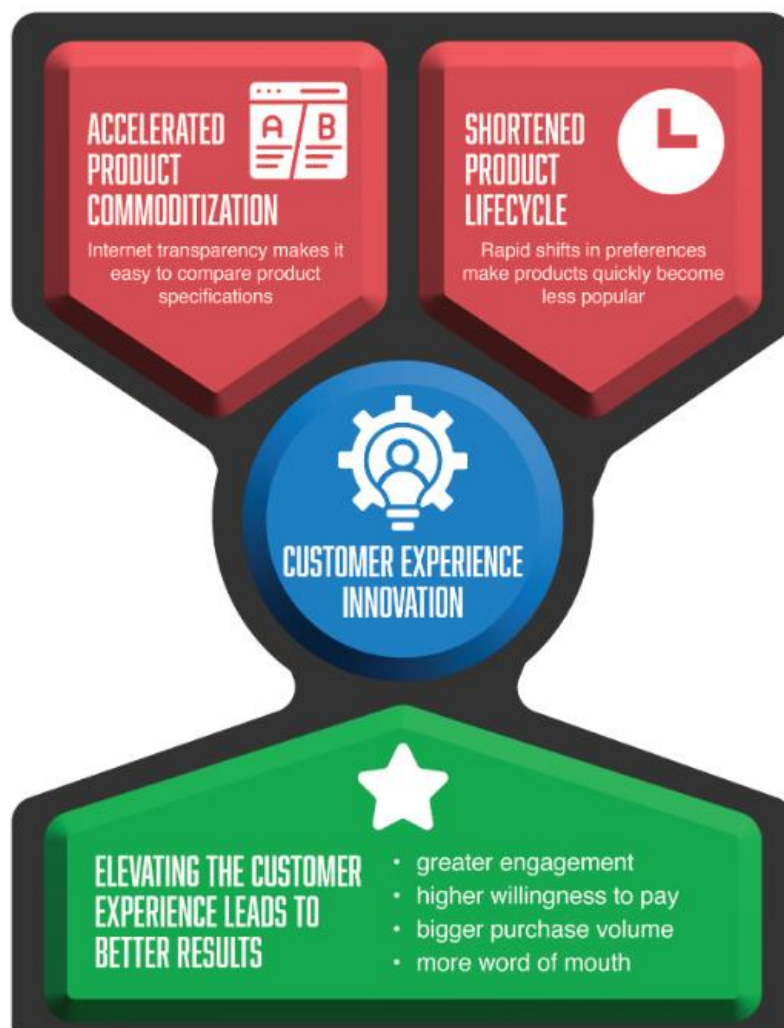 ACCELERATED
PRODUCT
COMMODITIZATION
A B
Internet transparency makes it
easy to compare product
specifications
SHORTENED
PRODUCT
LIFECYCLE
Rapid shifts in preferences
make products quickly become
less popular
CUSTOMER EXPERIENCE
INNOVATION
ELEVATING THE CUSTOMER
EXPERIENCE LEADS TO
BETTER RESULTS
• greater engagement
• higher willingness to pay
• bigger purchase volume
• more word of mouth